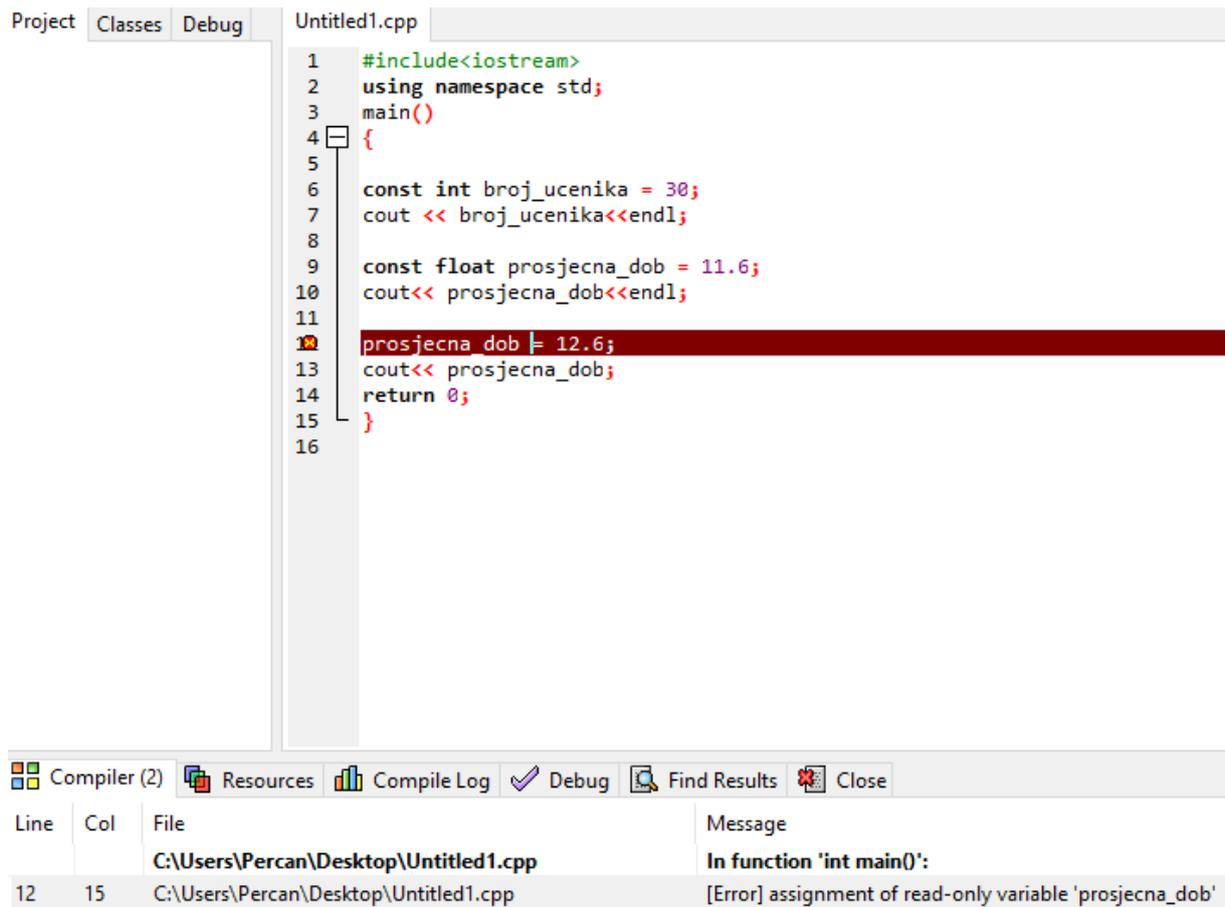 Project Classes Debug
Untitled1.cpp
1 #include<iostream>
2 using namespace std;
3 main()
4 {
5
6 const int broj_ucenika = 30;
7 cout << broj_ucenika<<endl;
8
9 const float prosjecna_dob = 11.6;
10 cout<< prosjecna_dob<<endl;
11
prosjecna_dob = 12.6;
13 cout<< prosjecna_dob;
14 return 0;
15 }
16
Compiler (2) Resources Compile Log Debug Find Results Close
Line Col File Message
C:\Users\Percan\Desktop\Untitled1.cpp In function 'int main()':
12 15 C:\Users\Percan\Desktop\Untitled1.cpp [Error] assignment of read-only variable 'prosjecna_dob'